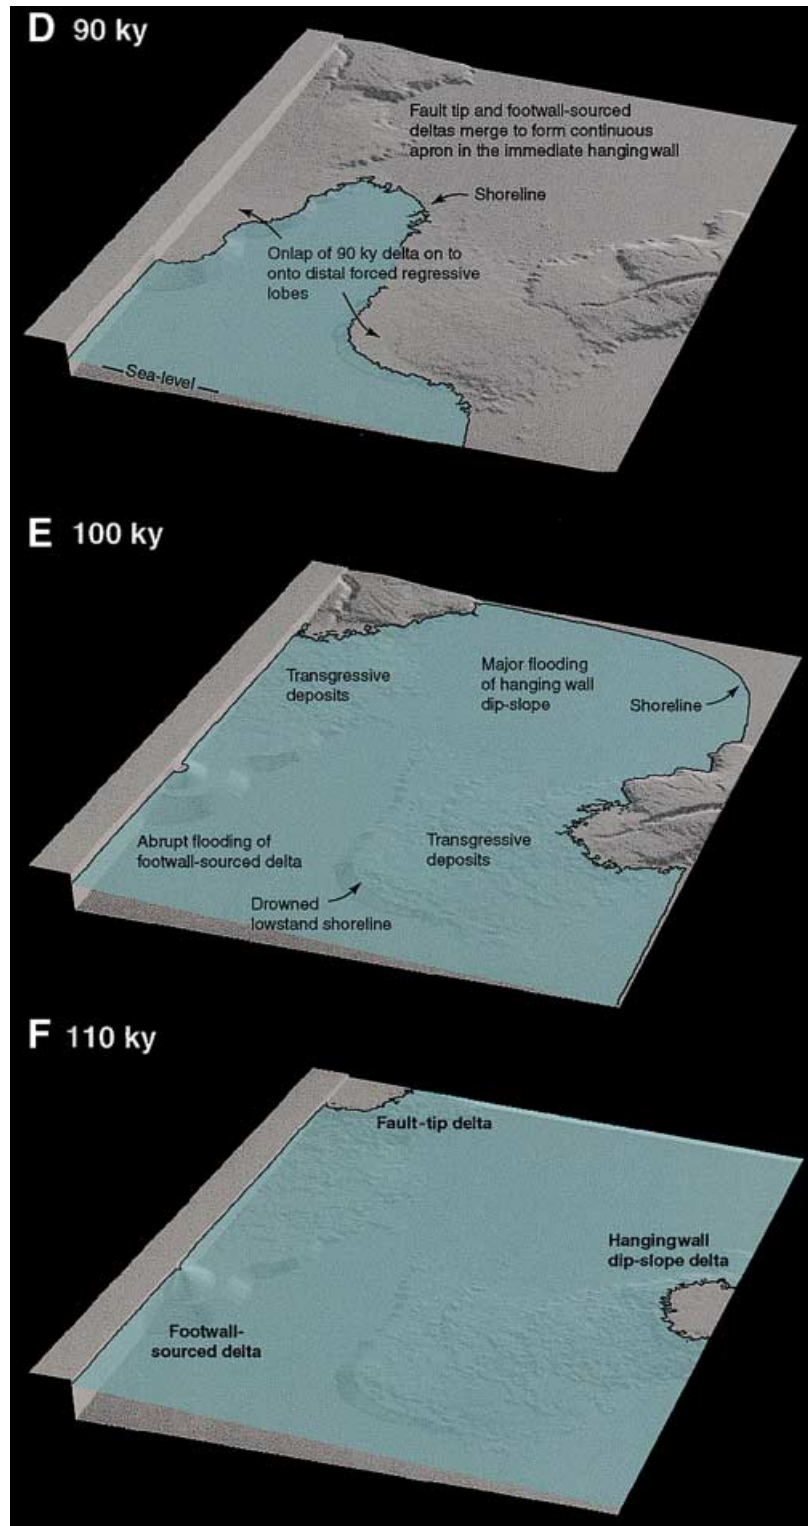 D 90 ky
Fault tip and footwall-sourced
deltas merge to form continuous
apron in the immediate hangingwall
Shoreline
Onlap of 90 ky delta on to
onto distal forced regressive
lobes
Sea-level
E 100 ky
Transgressive
deposits
Major flooding
of hanging wall
dip-slope
Shoreline
Abrupt flooding of
footwall-sourced delta
Transgressive
deposits
Drowned
lowstand shoreline
F 110 ky
Fault-tip delta
Hangingwall
dip-slope delta
Footwall-
sourced delta